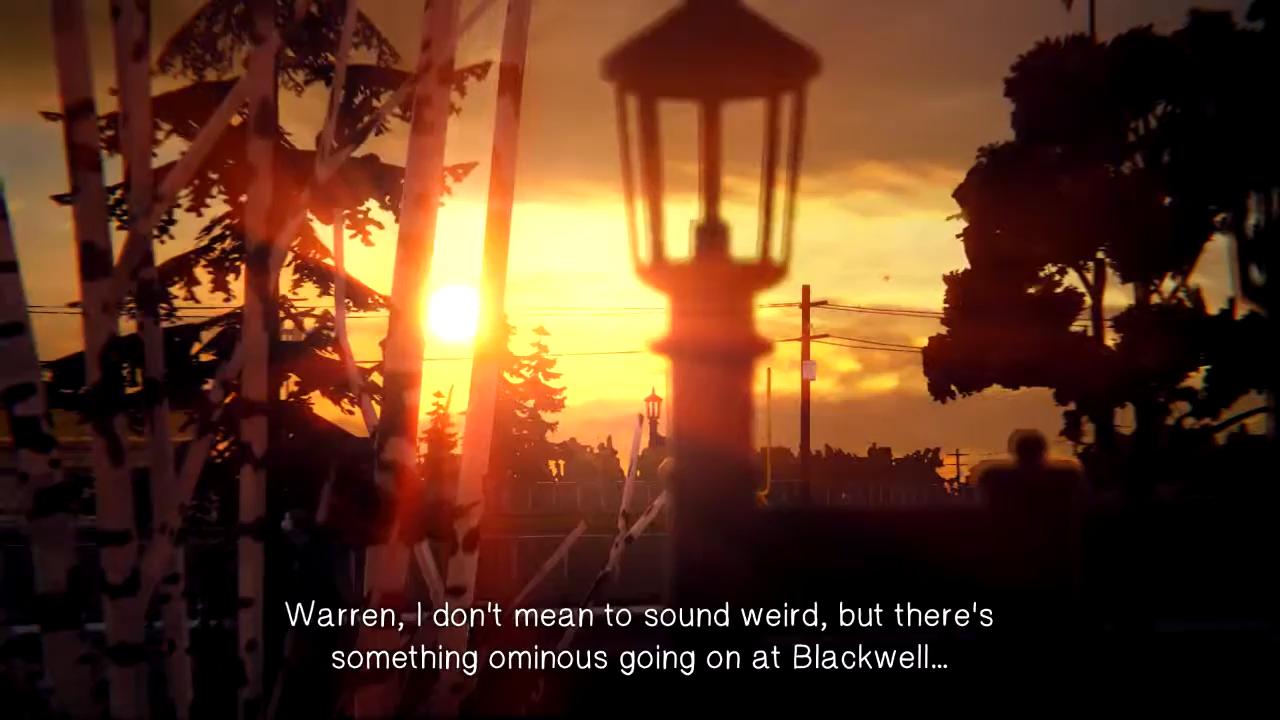 Warren, I don't mean to sound weird, but there's
something ominous going on at Blackwell...